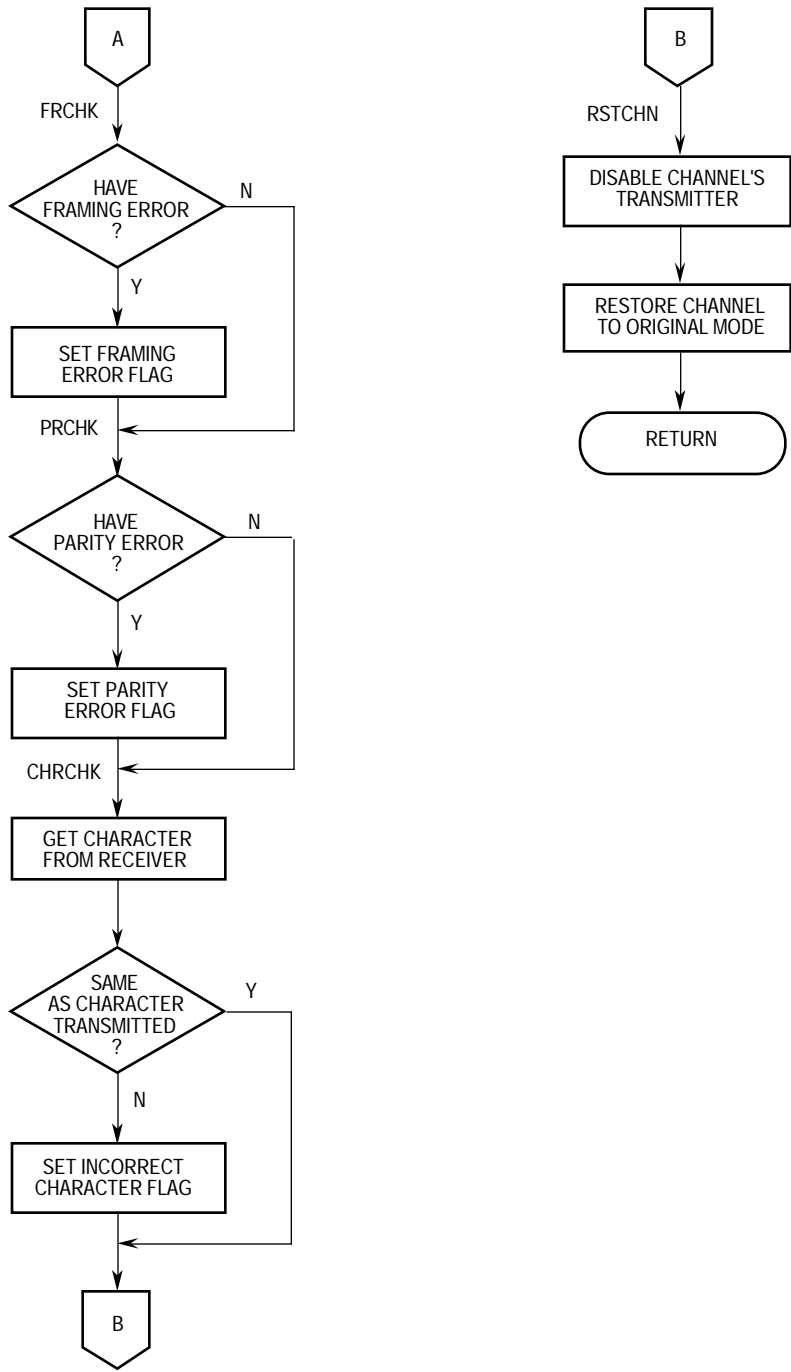 A
FRCHK
HAVE
FRAMING ERROR
?
N
Y
SET FRAMING
ERROR FLAG
PRCHK
HAVE
PARITY ERROR
?
N
Y
SET PARITY
ERROR FLAG
CHRCHK
GET CHARACTER
FROM RECEIVER
SAME
AS CHARACTER
TRANSMITTED
?
Y
N
SET INCORRECT
CHARACTER FLAG
B
B
RSTCHN
DISABLE CHANNEL'S
TRANSMITTER
RESTORE CHANNEL
TO ORIGINAL MODE
RETURN